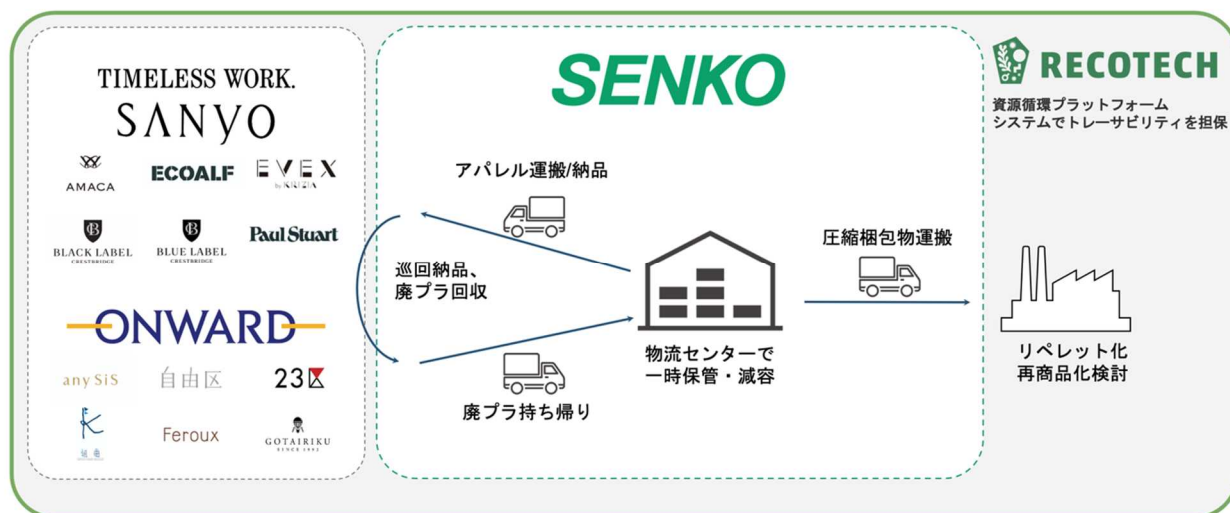 TIMELESS WORK.
SANYO
AMACA
ECOALF
EVEX
by KRIZIA
BLACK LABEL
CRESTBRIDGE
BLUE LABEL
CRESTBRIDGE
Paul Stuart
ONWARD
any SiS
自由区
23区
Feroux
GOTAIRIKU
SINCE 1992
SENKO
アパレル運搬/納品
巡回納品、
廃プラ回収
廃プラ持ち帰り
物流センターで
一時保管・減容
圧縮梱包物運搬
RECOTECH
資源循環プラットフォーム
システムでトレーサビリティを担保
リペレット化
再商品化検討